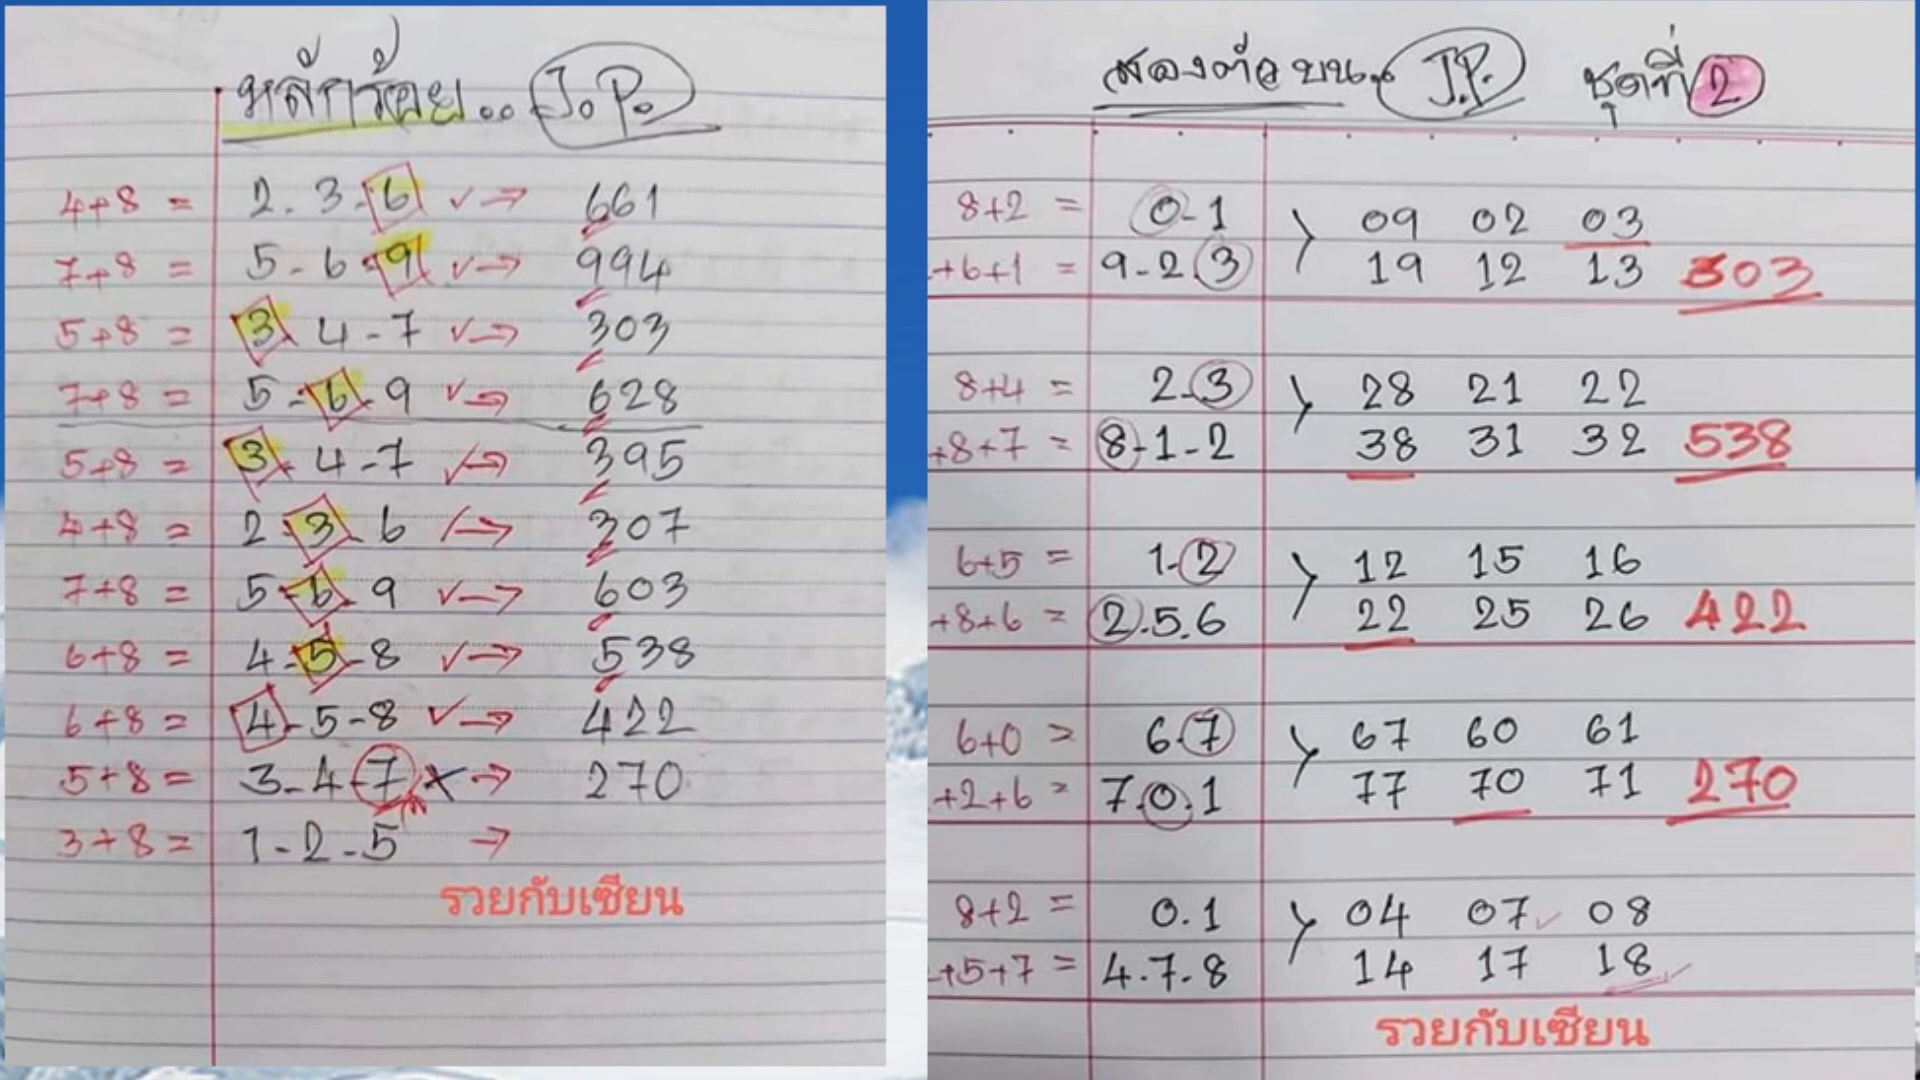 หลักร้อย.. J.P.
4+8 = 2-3-6 ✓→ 661
7+8 = 5-6-9 ✓→ 994
5+8 = 3-4-7 ✓→ 303
7+8 = 5-6-9 ✓→ 628
5+8 = 3-4-7 ✓→ 395
4+8 = 2-3-6 ✓→ 307
7+8 = 5-6-9 ✓→ 603
6+8 = 4-5-8 ✓→ 538
6+8 = 4-5-8 ✓→ 422
5+8 = 3-4-7 ✗→ 270
3+8 = 1-2-5 →
รวยกับเซียน
สองตัวบน.. J.P. ชุดที่ 2
8+2 = 0-1 > 09 02 03
+6+1 = 9-2-3 19 12 13 303
8+4 = 2-3 > 28 21 22
+8+7 = 8-1-2 38 31 32 538
6+5 = 1-2 > 12 15 16
+8+6 = 2.5.6 22 25 26 422
6+0 = 6.7 > 67 60 61
+2+6 = 7.0.1 77 70 71 270
8+2 = 0.1 > 04 07 08
+5+7 = 4.7-8 14 17 18
รวยกับเซียน